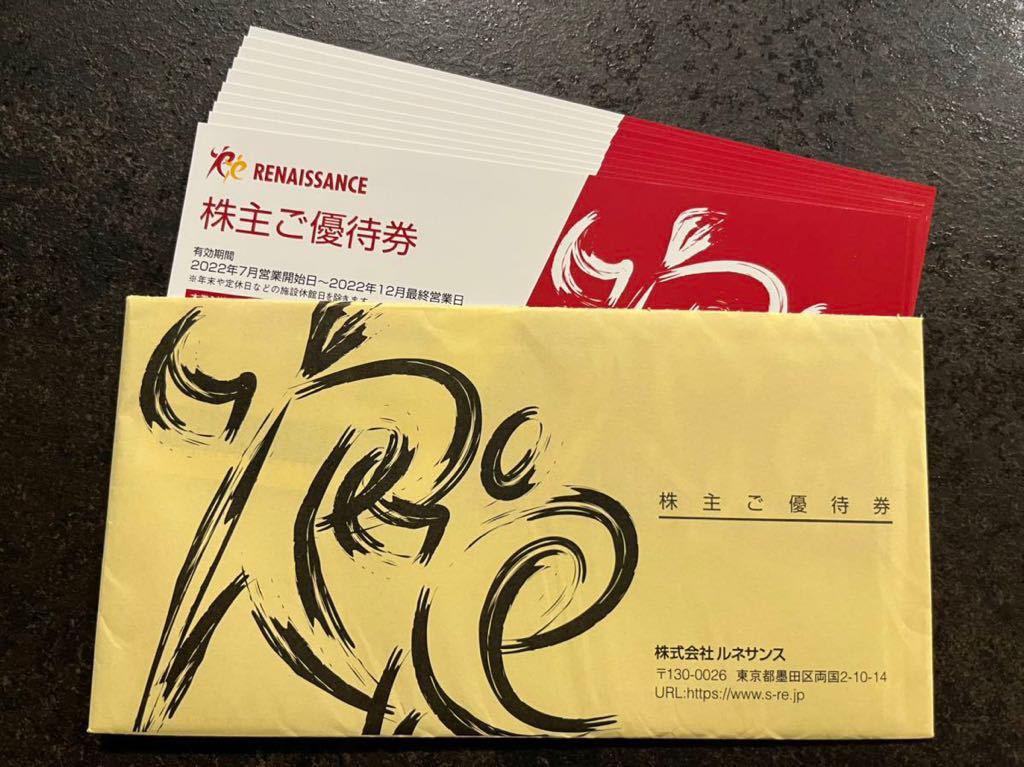 RENAISSANCE
株主ご優待券
有効期間
2022年7月営業開始日~2022年12月最終営業日
※年末や定休日などの施設休館日を除きます。
Re
株主ご優待券
株式会社 ルネサンス
〒130-0026 東京都墨田区両国2-10-14
URL:https://www.s-re.jp